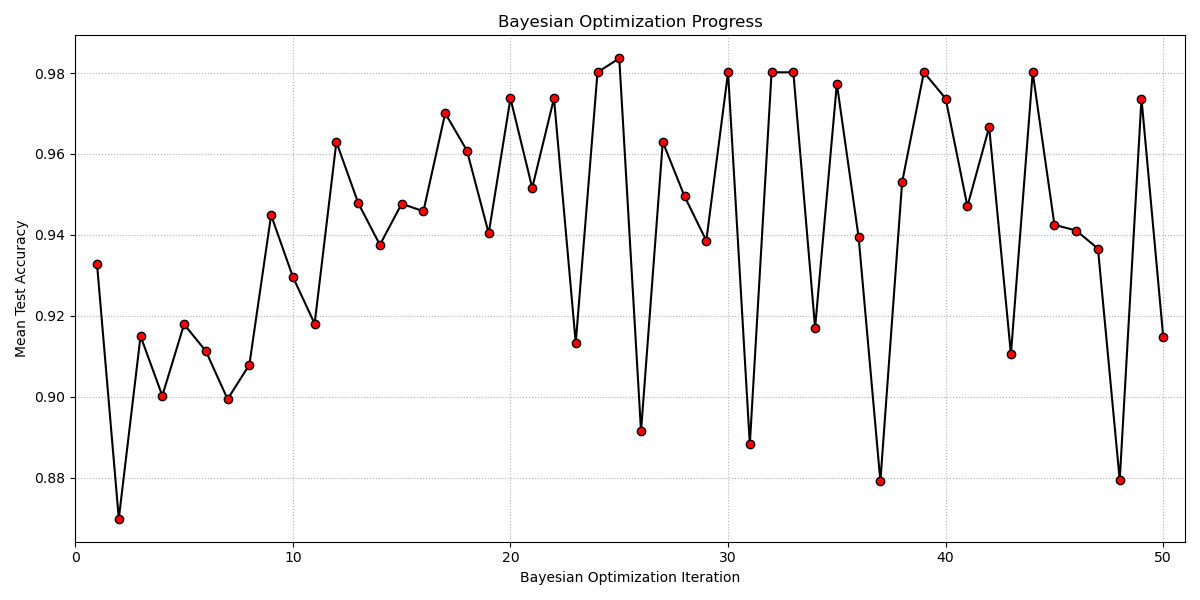 Bayesian Optimization Progress
Mean Test Accuracy
0.98
0.96
0.94
0.92
0.90
0.88
0 10 20 30 40 50
Bayesian Optimization Iteration